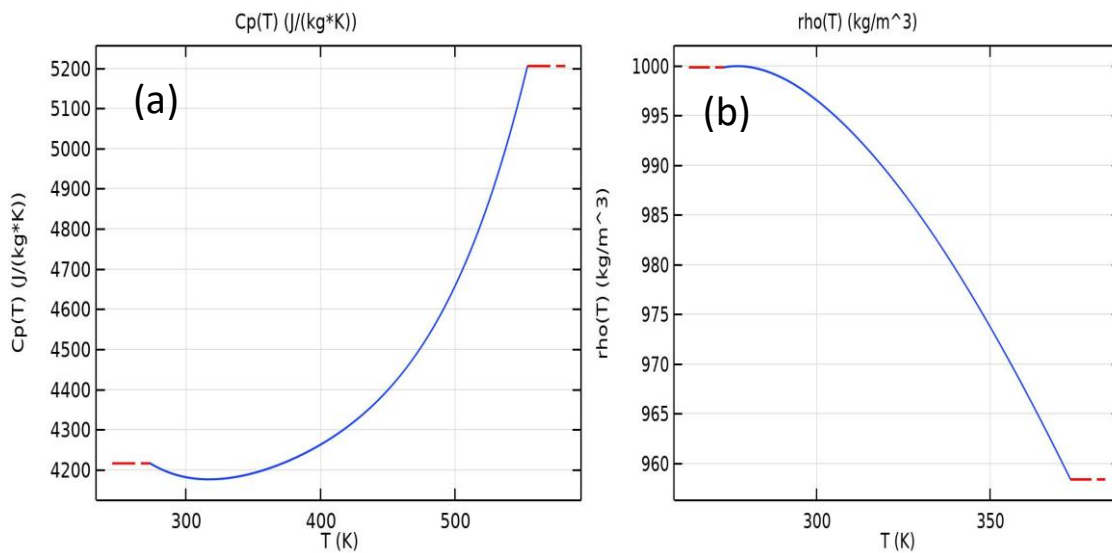 Cp(T) (J/(kg*K))
5200
5100
5000
4900
4800
4700
4600
4500
4400
4300
4200
Cp(T) (J/(kg*K))
(a)
300 400 500
T (K)
rho(T) (kg/m^3)
1000
995
990
985
980
975
970
965
960
rho(T) (kg/m^3)
(b)
300 350
T (K)